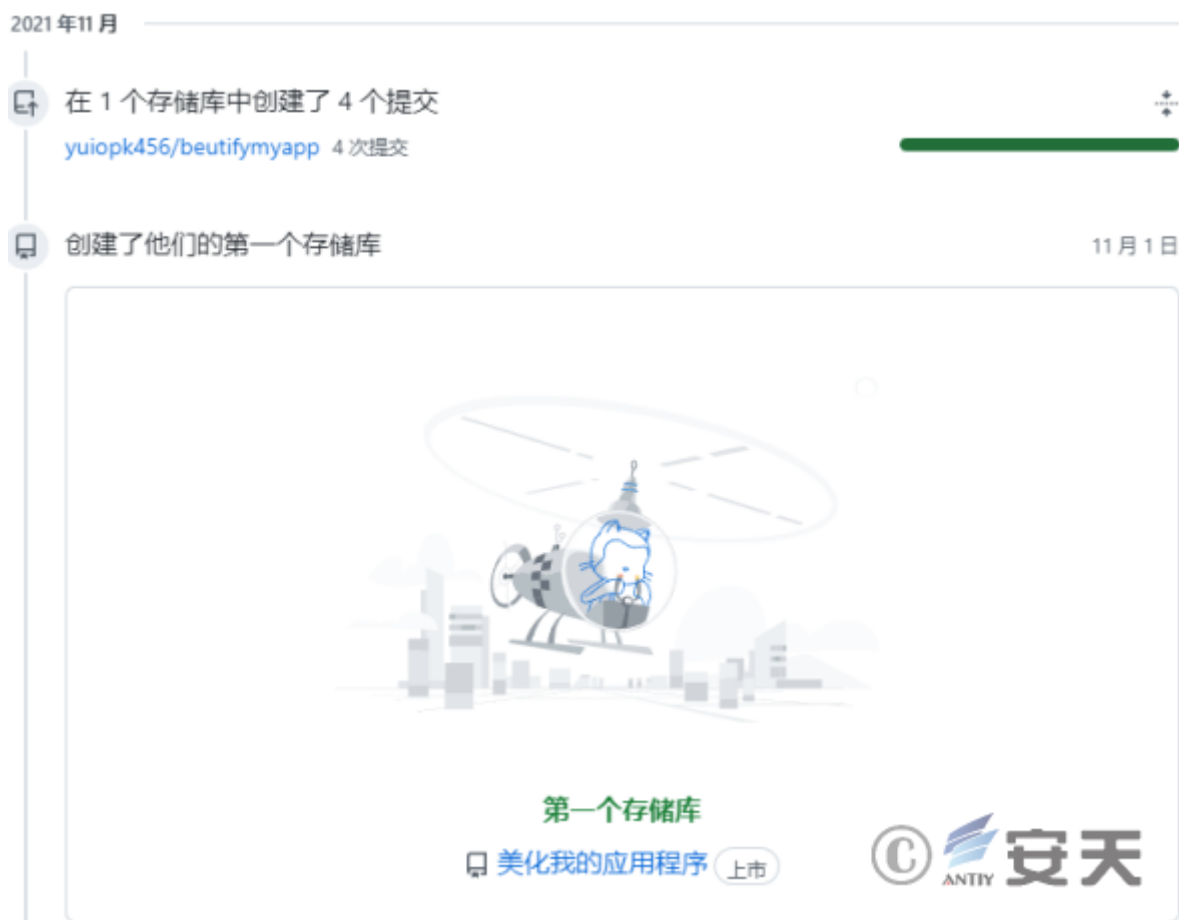 2021 年11 月
在 1 个存储库中创建了 4 个提交
yuiopk456/beutifymyapp 4 次提交
创建了他们的第一个存储库
11 月 1 日
第一个存储库
美化我的应用程序 上市
© ANTIY 安天